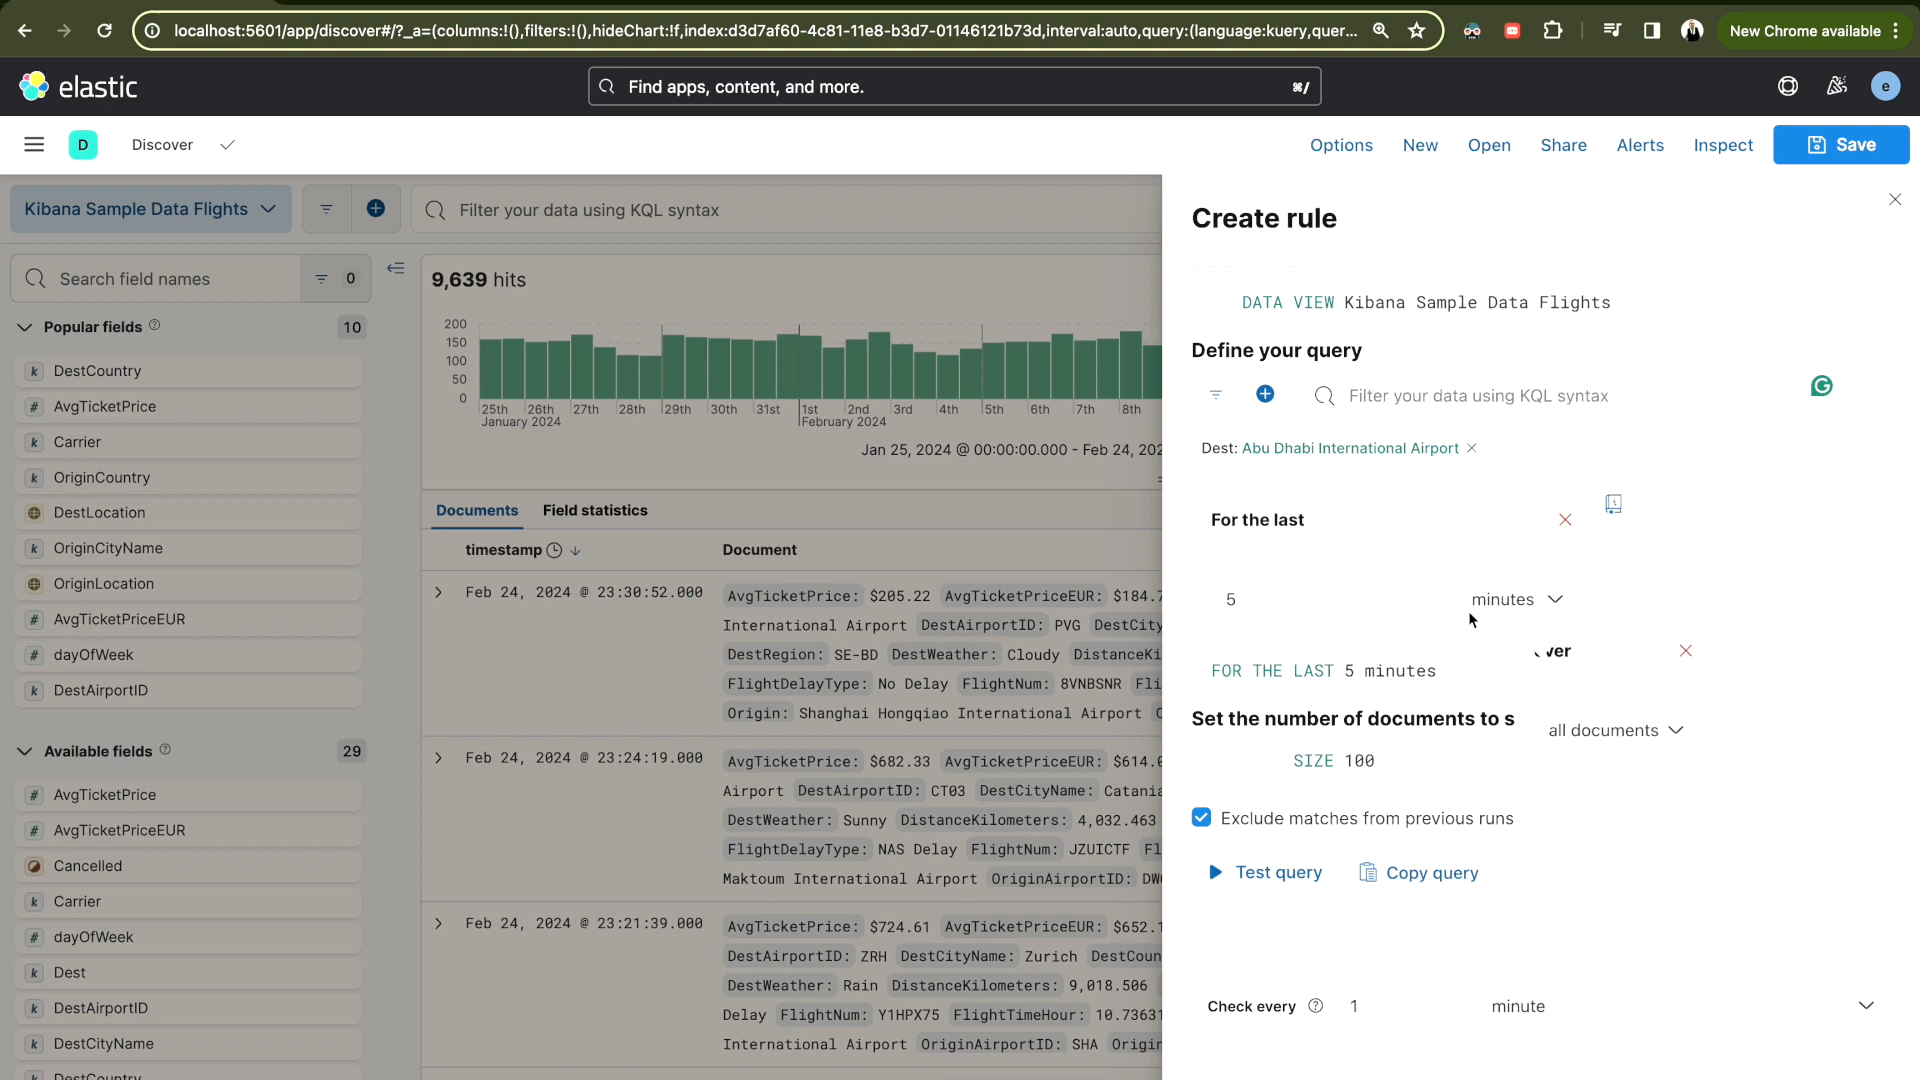 localhost:5601/app/discover#/?_a=(columns:!(),filters:!(),hideChart:!f,index:d3d7af60-4c81-11e8-b3d7-01146121b73d,interval:auto,query:(language:kuery,quer...
New Chrome available
elastic
Find apps, content, and more.
⌘/
e
D
Discover
Options
New
Open
Share
Alerts
Inspect
Save
Kibana Sample Data Flights
Filter your data using KQL syntax
Search field names
0
Popular fields
10
DestCountry
AvgTicketPrice
Carrier
OriginCountry
DestLocation
OriginCityName
OriginLocation
AvgTicketPriceEUR
dayOfWeek
DestAirportID
Available fields
29
AvgTicketPrice
AvgTicketPriceEUR
Cancelled
Carrier
dayOfWeek
Dest
DestAirportID
DestCityName
DestCountry
9,639 hits
200
150
100
50
0
25th 26th 27th 28th 29th 30th 31st 1st 2nd 3rd 4th 5th 6th 7th 8th
January 2024 February 2024
Jan 25, 2024 @ 00:00:00.000 - Feb 24, 202
Documents
Field statistics
timestamp
Document
Feb 24, 2024 @ 23:30:52.000
AvgTicketPrice: $205.22 AvgTicketPriceEUR: $184.7
International Airport DestAirportID: PVG DestCity
DestRegion: SE-BD DestWeather: Cloudy DistanceKi
FlightDelayType: No Delay FlightNum: 8VNBSNR Fli
Origin: Shanghai Hongqiao International Airport
Feb 24, 2024 @ 23:24:19.000
AvgTicketPrice: $682.33 AvgTicketPriceEUR: $614.0
Airport DestAirportID: CT03 DestCityName: Catania
DestWeather: Sunny DistanceKilometers: 4,032.463
FlightDelayType: NAS Delay FlightNum: JZUICTF Fl
Maktoum International Airport OriginAirportID: DW
Feb 24, 2024 @ 23:21:39.000
AvgTicketPrice: $724.61 AvgTicketPriceEUR: $652.1
DestAirportID: ZRH DestCityName: Zurich DestCoun
DestWeather: Rain DistanceKilometers: 9,018.506
Delay FlightNum: Y1HPX75 FlightTimeHour: 10.73631
International Airport OriginAirportID: SHA Origin
Create rule
DATA VIEW Kibana Sample Data Flights
Define your query
Filter your data using KQL syntax
Dest: Abu Dhabi International Airport
For the last
5
minutes
ver
FOR THE LAST 5 minutes
Set the number of documents to s
all documents
SIZE 100
Exclude matches from previous runs
Test query
Copy query
Check every
1
minute